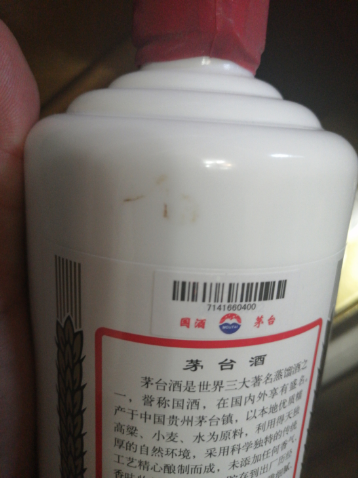 7141660400
国酒 茅台
茅台酒
茅台酒是世界三大著名蒸馏酒之
一，誉称国酒，在国内外享有盛名，
产于中国贵州茅台镇，以本地优质糯
高粱、小麦、水为原料，利用得天独
厚的自然环境，采用科学独特的传统
工艺精心酿制而成，未添加任何香气、